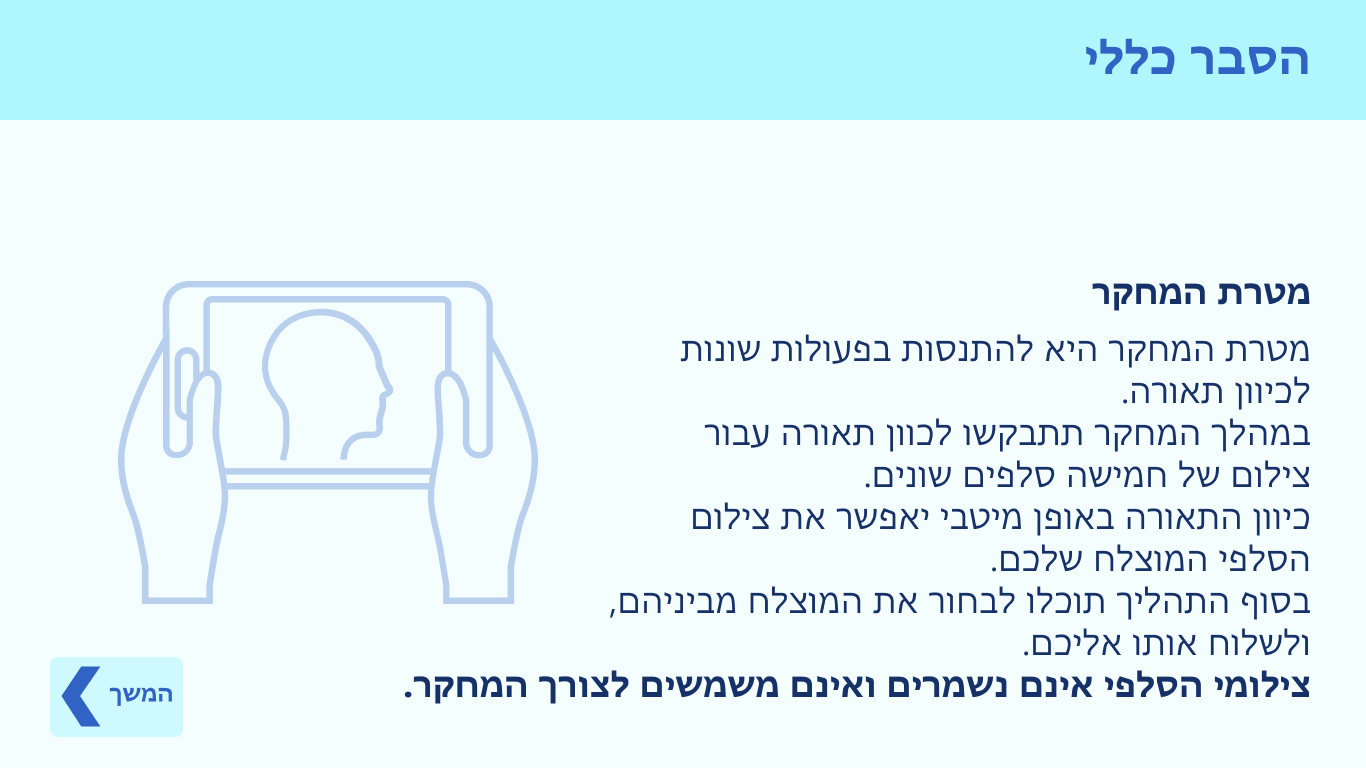 הסבר כללי
מטרת המחקר
מטרת המחקר היא להתנסות בפעולות שונות
לכיוון תאורה.
במהלך המחקר תתבקשו לכוון תאורה עבור
צילום של חמישה סלפים שונים.
כיוון התאורה באופן מיטבי יאפשר את צילום
הסלפי המוצלח שלכם.
בסוף התהליך תוכלו לבחור את המוצלח מביניהם,
ולשלוח אותו אליכם.
צילומי הסלפי אינם נשמרים ואינם משמשים לצורך המחקר.
המשך